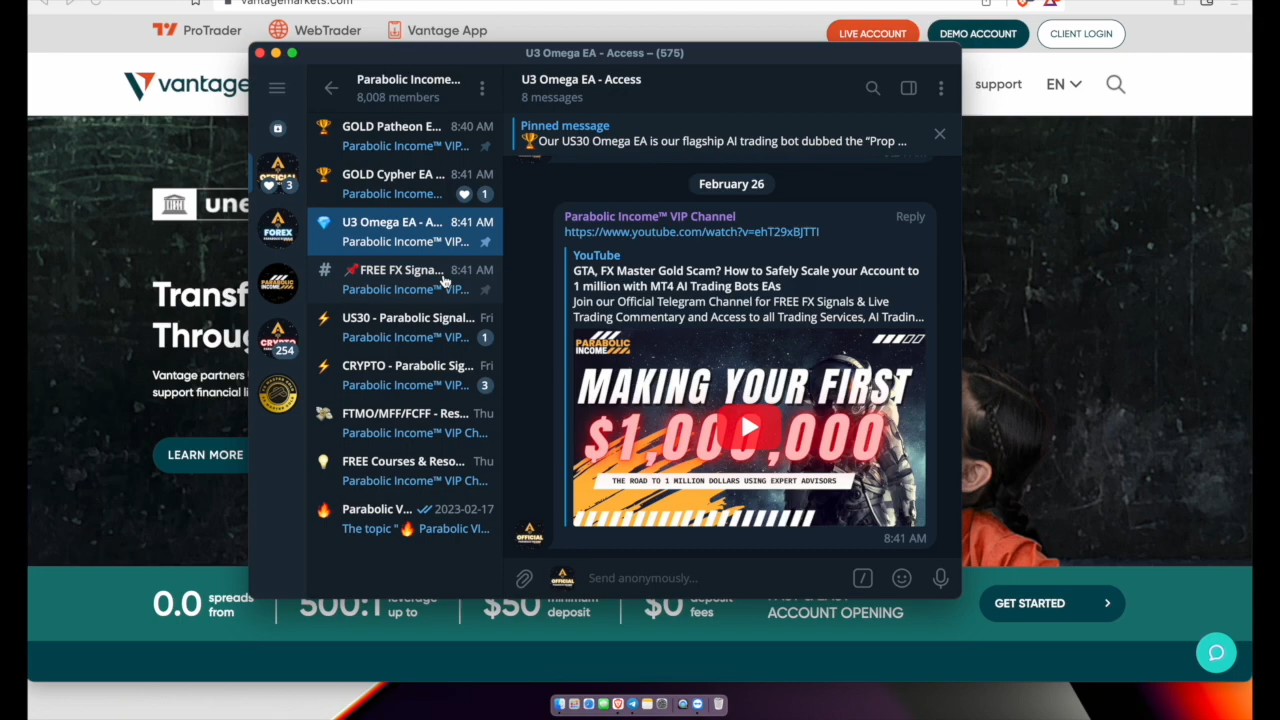 vantagemarkets.com
ProTrader
WebTrader
Vantage App
LIVE ACCOUNT
DEMO ACCOUNT
CLIENT LOGIN
vantage
support
EN
U3 Omega EA - Access – (575)
Parabolic Income...
8,008 members
U3 Omega EA - Access
8 messages
Pinned message
🏆Our US30 Omega EA is our flagship AI trading bot dubbed the “Prop ...
GOLD Patheon E... 8:40 AM
Parabolic Income™ VIP...
GOLD Cypher EA ... 8:41 AM
Parabolic Income... 1
U3 Omega EA - A... 8:41 AM
Parabolic Income™ VIP...
# 📌FREE FX Signa... 8:41 AM
Parabolic Income™ VIP...
US30 - Parabolic Signal... Fri
Parabolic Income™ VIP... 1
CRYPTO - Parabolic Sig... Fri
Parabolic Income™ VIP... 3
FTMO/MFF/FCFF - Res... Thu
Parabolic Income™ VIP Ch...
FREE Courses & Reso... Thu
Parabolic Income™ VIP Ch...
Parabolic V... 2023-02-17
The topic "🔥 Parabolic VI...
OFFICIAL
3
FOREX
PARABOLIC INCOME
CRYPTO
254
February 26
Parabolic Income™ VIP Channel Reply
https://www.youtube.com/watch?v=ehT29xBJTTI
YouTube
GTA, FX Master Gold Scam? How to Safely Scale your Account to
1 million with MT4 AI Trading Bots EAs
Join our Official Telegram Channel for FREE FX Signals & Live
Trading Commentary and Access to all Trading Services, AI Tradin...
PARABOLIC
INCOME
MAKING YOUR FIRST
$1,000,000
THE ROAD TO 1 MILLION DOLLARS USING EXPERT ADVISORS
OFFICIAL
8:41 AM
Send anonymously...
une
Transf
Throug
Vantage partners
support financial li
LEARN MORE
0.0 spreads from
500:1 leverage up to
$50 minimum deposit
$0 deposit fees
ACCOUNT OPENING
GET STARTED